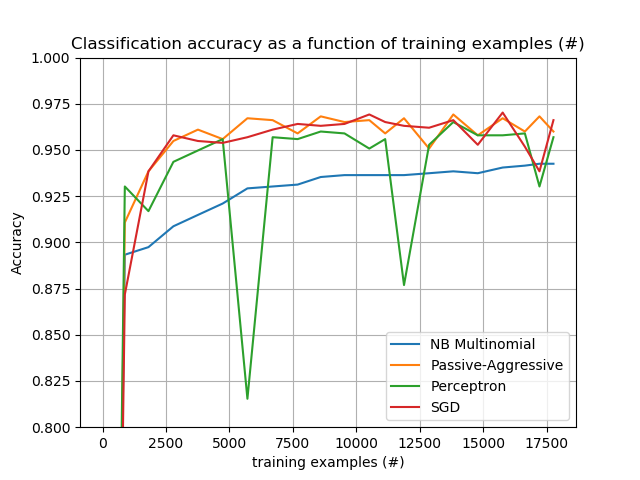 Classification accuracy as a function of training examples (#)
1.000
0.975
0.950
0.925
0.900
0.875
0.850
0.825
0.800
Accuracy
NB Multinomial
Passive-Aggressive
Perceptron
SGD
0 2500 5000 7500 10000 12500 15000 17500
training examples (#)